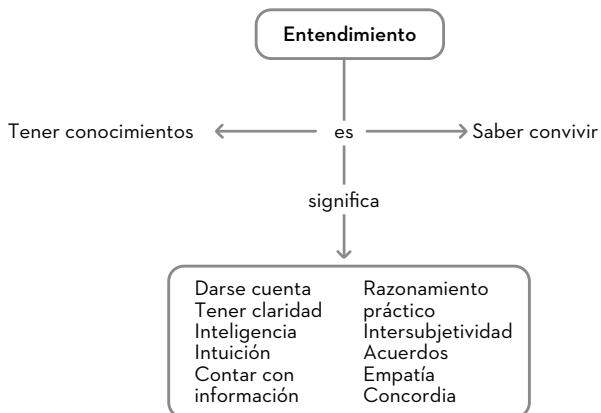 Entendimiento
Tener conocimientos
es
Saber convivir
significa
Darse cuenta
Tener claridad
Inteligencia
Intuición
Contar con
información
Razonamiento
práctico
Intersubjetividad
Acuerdos
Empatía
Concordia